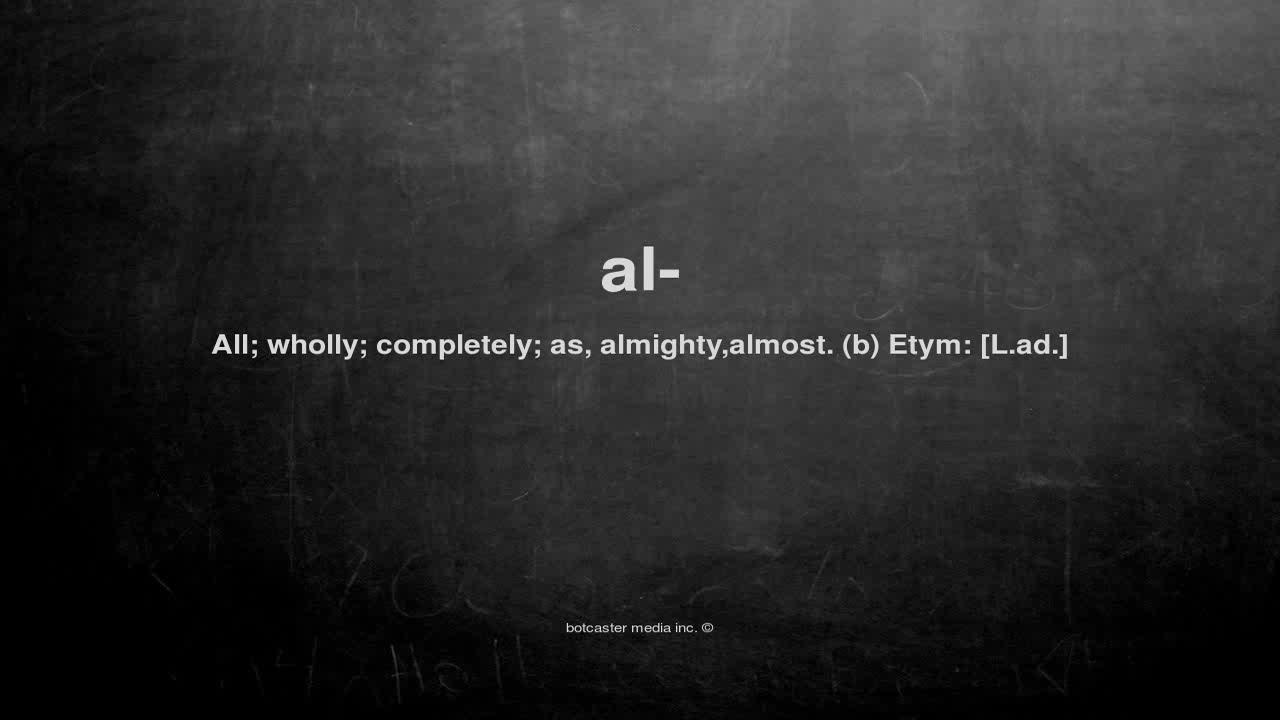 al-
All; wholly; completely; as, almighty,almost. (b) Etym: [L.ad.]
botcaster media inc. ©